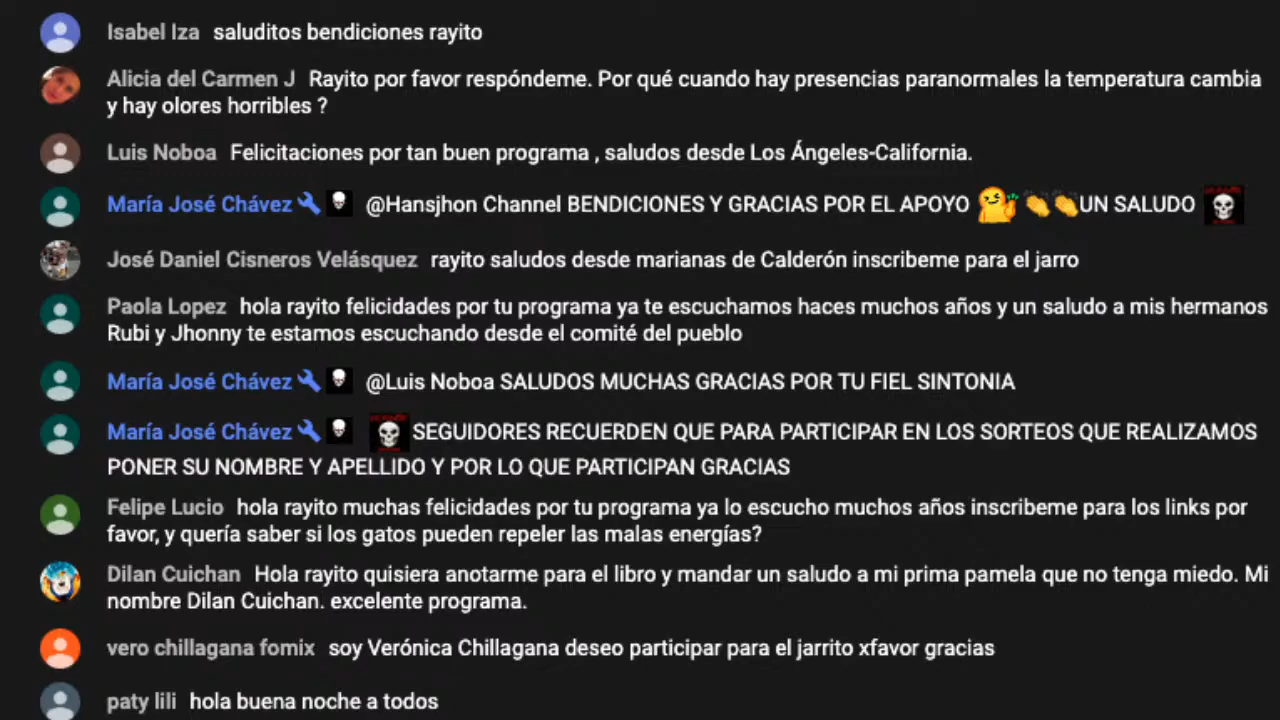 Isabel Iza saluditos bendiciones rayito
Alicia del Carmen J Rayito por favor respóndeme. Por qué cuando hay presencias paranormales la temperatura cambia
y hay olores horribles ?
Luis Noboa Felicitaciones por tan buen programa , saludos desde Los Ángeles-California.
María José Chávez @Hansjhon Channel BENDICIONES Y GRACIAS POR EL APOYO UN SALUDO
José Daniel Cisneros Velásquez rayito saludos desde marianas de Calderón inscribeme para el jarro
Paola Lopez hola rayito felicidades por tu programa ya te escuchamos haces muchos años y un saludo a mis hermanos
Rubi y Jhonny te estamos escuchando desde el comité del pueblo
María José Chávez @Luis Noboa SALUDOS MUCHAS GRACIAS POR TU FIEL SINTONIA
María José Chávez SEGUIDORES RECUERDEN QUE PARA PARTICIPAR EN LOS SORTEOS QUE REALIZAMOS
PONER SU NOMBRE Y APELLIDO Y POR LO QUE PARTICIPAN GRACIAS
Felipe Lucio hola rayito muchas felicidades por tu programa ya lo escucho muchos años inscribeme para los links por
favor, y quería saber si los gatos pueden repeler las malas energías?
Dilan Cuichan Hola rayito quisiera anotarme para el libro y mandar un saludo a mi prima pamela que no tenga miedo. Mi
nombre Dilan Cuichan. excelente programa.
vero chillagana fomix soy Verónica Chillagana deseo participar para el jarrito xfavor gracias
paty lili hola buena noche a todos